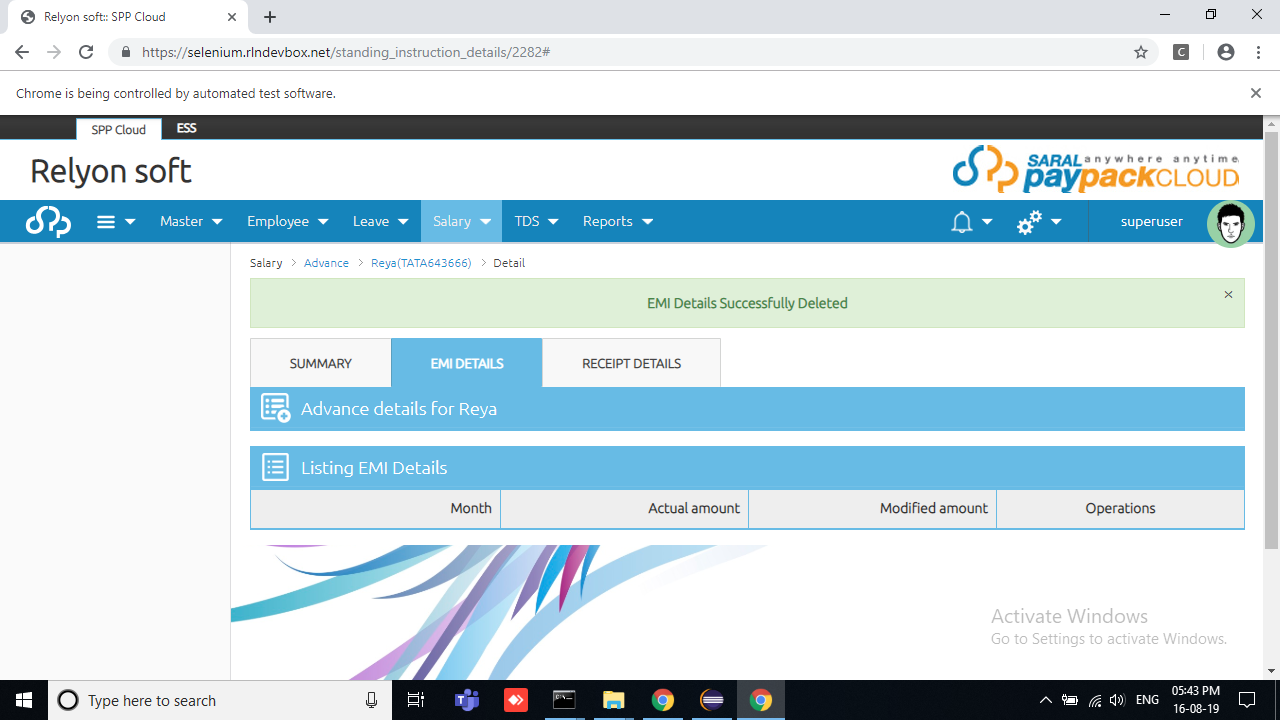 Relyon soft:: SPP Cloud
https://selenium.rlndevbox.net/standing_instruction_details/2282#
C
Chrome is being controlled by automated test software.
SPP Cloud ESS
Relyon soft
SARAL anywhere anytime
paypackCLOUD
Master Employee Leave Salary TDS Reports superuser
Salary > Advance > Reya(TATA643666) > Detail
EMI Details Successfully Deleted
×
SUMMARY EMI DETAILS RECEIPT DETAILS
Advance details for Reya
Listing EMI Details
Month Actual amount Modified amount Operations
Activate Windows
Go to Settings to activate Windows.
Type here to search
ENG
05:43 PM
16-08-19